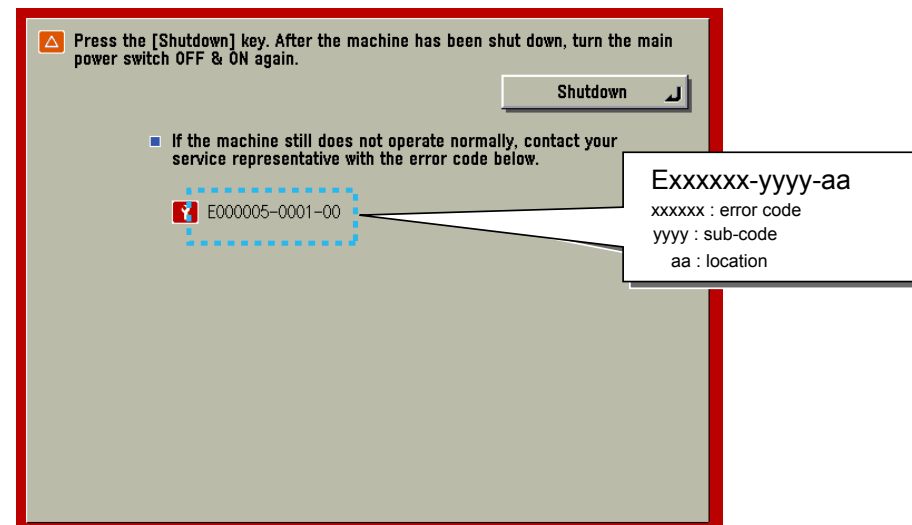 Press the [Shutdown] key. After the machine has been shut down, turn the main
power switch OFF & ON again.
Shutdown
If the machine still does not operate normally, contact your
service representative with the error code
below.
E000005-0001-00
Exxxxxx-yyyy-aa
xxxxxx : error code
yyyy : sub-code
aa : location